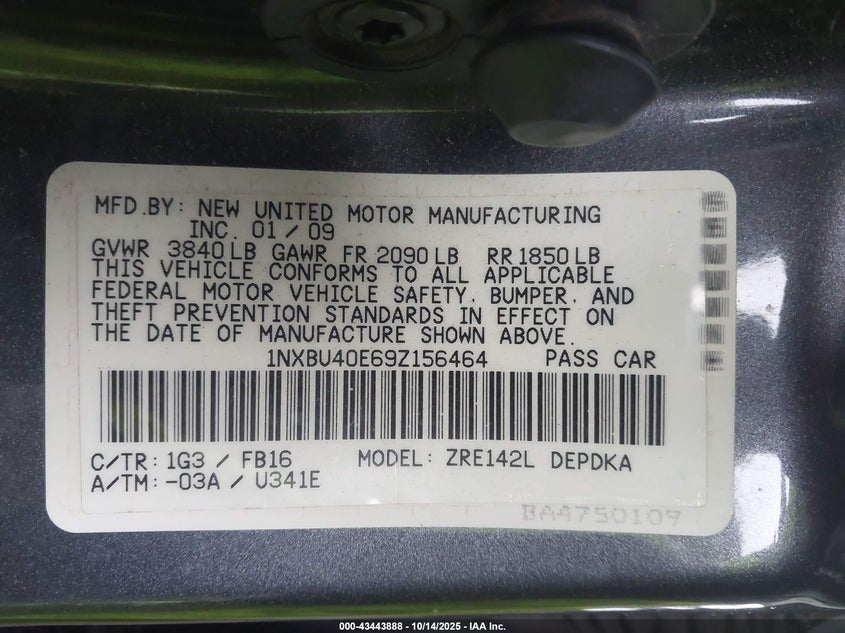 MFD.BY: NEW UNITED MOTOR MANUFACTURING
INC. 01 / 09
GVWR 3840 LB GAWR FR 2090 LB RR 1850 LB
THIS VEHICLE CONFORMS TO ALL APPLICABLE
FEDERAL MOTOR VEHICLE SAFETY, BUMPER, AND
THEFT PREVENTION STANDARDS IN EFFECT ON
THE DATE OF MANUFACTURE SHOWN ABOVE.
1NXBU40E69Z156464 PASS CAR
C/TR: 1G3 / FB16 MODEL: ZRE142L DEPDKA
A/TM: -03A / U341E
BA4750109
000-43443888 - 10/14/2025 - IAA Inc.